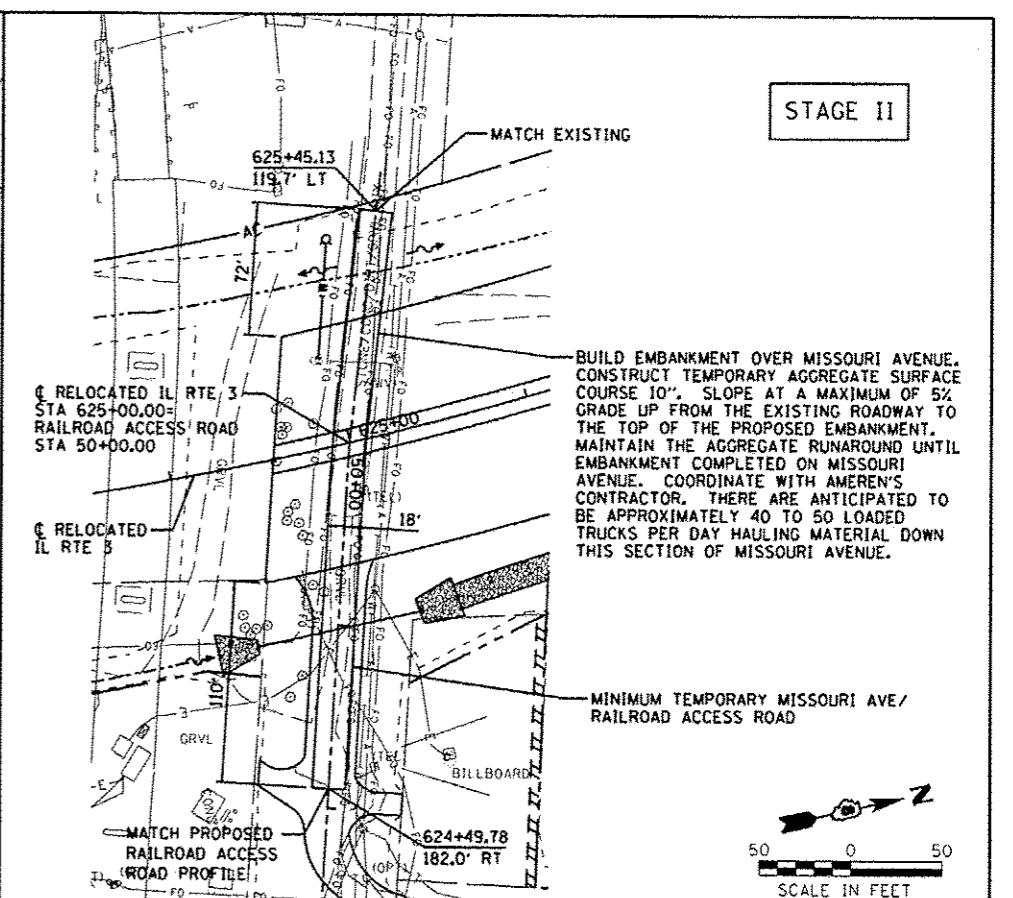 STAGE II
MATCH EXISTING
625+45.13
119.7' LT
FO
AC
72'
BUILD EMBANKMENT OVER MISSOURI AVENUE.
CONSTRUCT TEMPORARY AGGREGATE SURFACE
COURSE 10". SLOPE AT A MAXIMUM OF 5%
GRADE UP FROM THE EXISTING ROADWAY TO
THE TOP OF THE PROPOSED EMBANKMENT.
MAINTAIN THE AGGREGATE RUNAROUND UNTIL
EMBANKMENT COMPLETED ON MISSOURI
AVENUE. COORDINATE WITH AMEREN'S
CONTRACTOR. THERE ARE ANTICIPATED TO
BE APPROXIMATELY 40 TO 50 LOADED
TRUCKS PER DAY HAULING MATERIAL DOWN
THIS SECTION OF MISSOURI AVENUE.
℄ RELOCATED IL RTE 3
STA 625+00.00=
RAILROAD ACCESS ROAD
STA 50+00.00
625+00
50+00
GRVL
18'
℄ RELOCATED
IL RTE 3
MINIMUM TEMPORARY MISSOURI AVE/
RAILROAD ACCESS ROAD
110'
GRVL
BILLBOARD
MATCH PROPOSED
RAILROAD ACCESS
ROAD PROFILE
624+49.78
182.0' RT
N
50 0 50
SCALE IN FEET